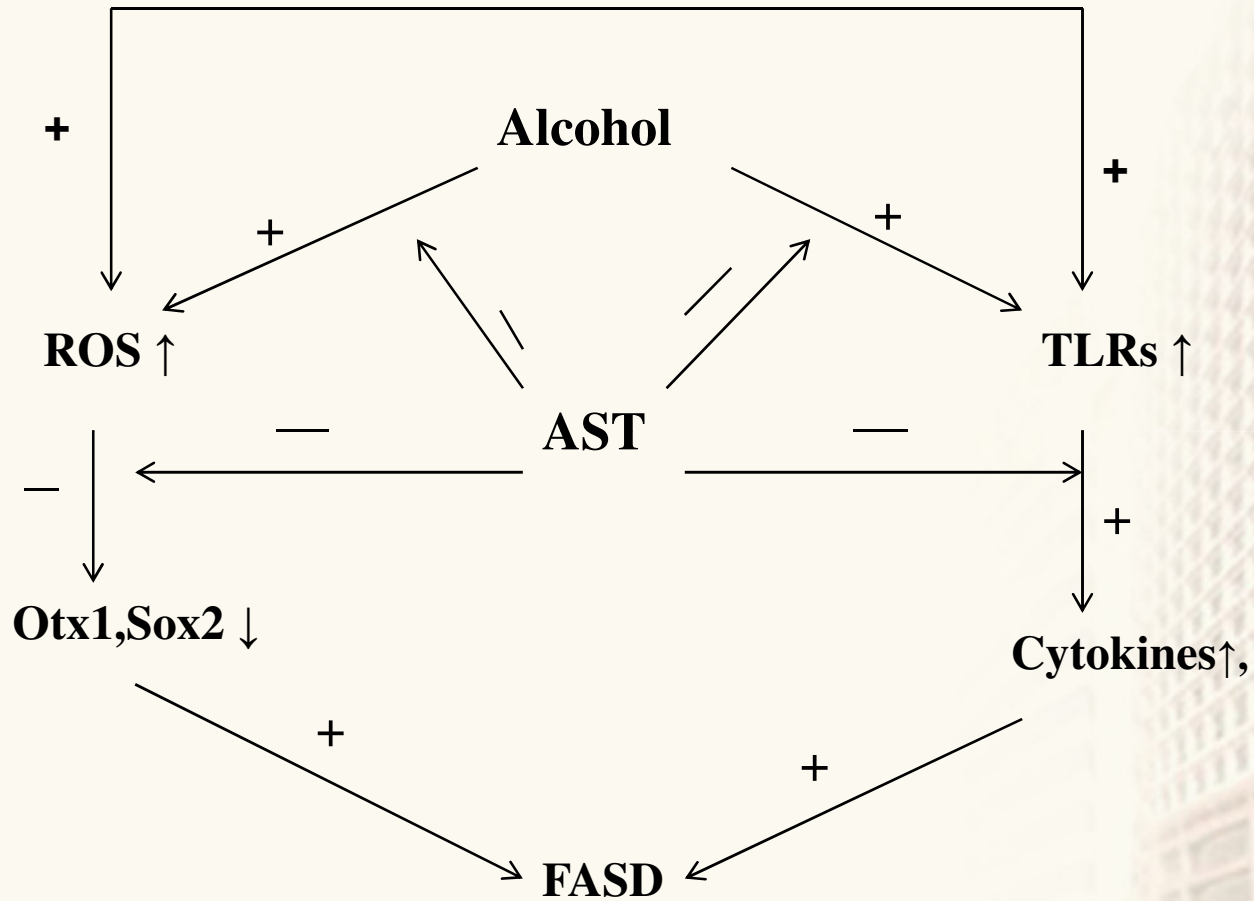 +
Alcohol
+
+
+
ROS ↑
TLRs ↑
—
AST
—
—
+
Otx1,Sox2 ↓
Cytokines↑,
+
+
FASD